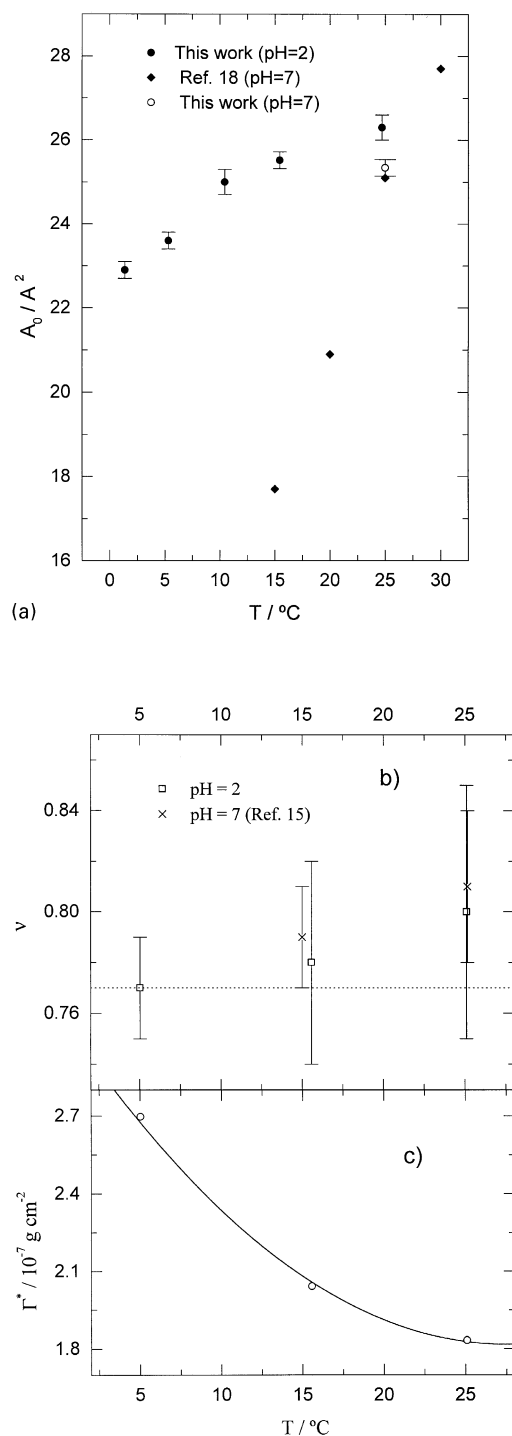 28
26
24
22
20
18
16
A0 / A2
This work (pH=2)
Ref. 18 (pH=7)
This work (pH=7)
0 5 10 15 20 25 30
T / ºC
(a)
5 10 15 20 25
b)
pH = 2
pH = 7 (Ref. 15)
0.84
0.80
0.76
ν
c)
2.7
2.4
2.1
1.8
Γ* / 10-7 g cm-2
5 10 15 20 25
T / ºC